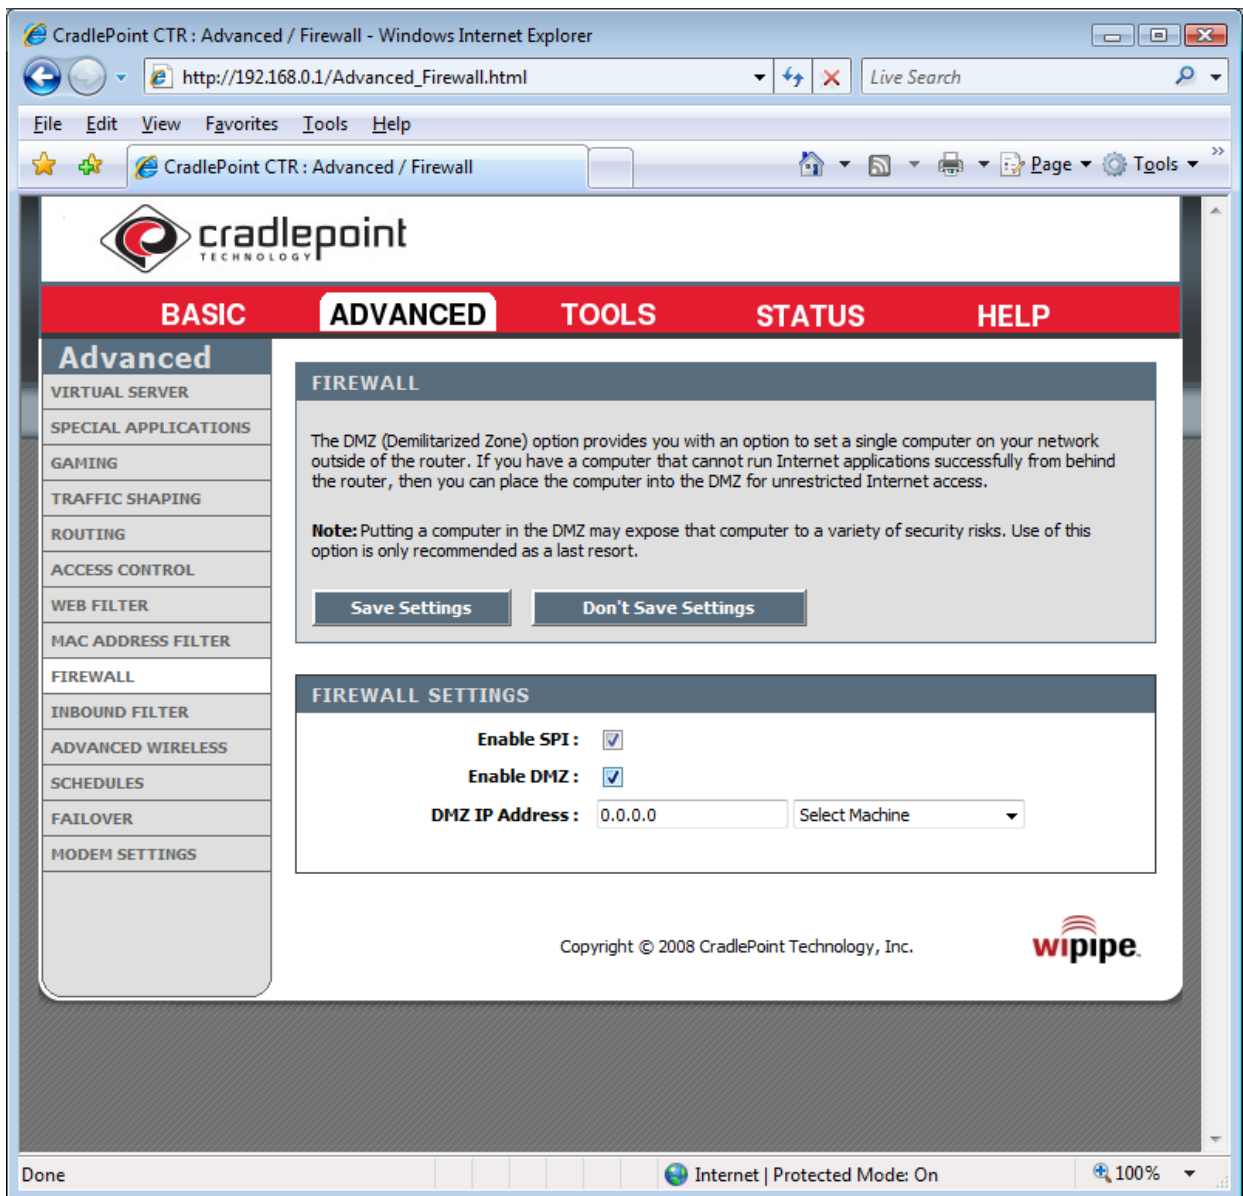 CradlePoint CTR : Advanced / Firewall - Windows Internet Explorer
http://192.168.0.1/Advanced_Firewall.html
Live Search
File Edit View Favorites Tools Help
CradlePoint CTR : Advanced / Firewall
Page Tools »
cradlepoint
TECHNOLOGY
BASIC ADVANCED TOOLS STATUS HELP
Advanced
VIRTUAL SERVER
SPECIAL APPLICATIONS
GAMING
TRAFFIC SHAPING
ROUTING
ACCESS CONTROL
WEB FILTER
MAC ADDRESS FILTER
FIREWALL
INBOUND FILTER
ADVANCED WIRELESS
SCHEDULES
FAILOVER
MODEM SETTINGS
FIREWALL
The DMZ (Demilitarized Zone) option provides you with an option to set a single computer on your network
outside of the router. If you have a computer that cannot run Internet applications successfully from behind
the router, then you can place the computer into the DMZ for unrestricted Internet access.
Note: Putting a computer in the DMZ may expose that computer to a variety of security risks. Use of this
option is only recommended as a last resort.
Save Settings Don't Save Settings
FIREWALL SETTINGS
Enable SPI :
Enable DMZ :
DMZ IP Address : 0.0.0.0 Select Machine
Copyright © 2008 CradlePoint Technology, Inc.
wipipe
Done Internet | Protected Mode: On 100%